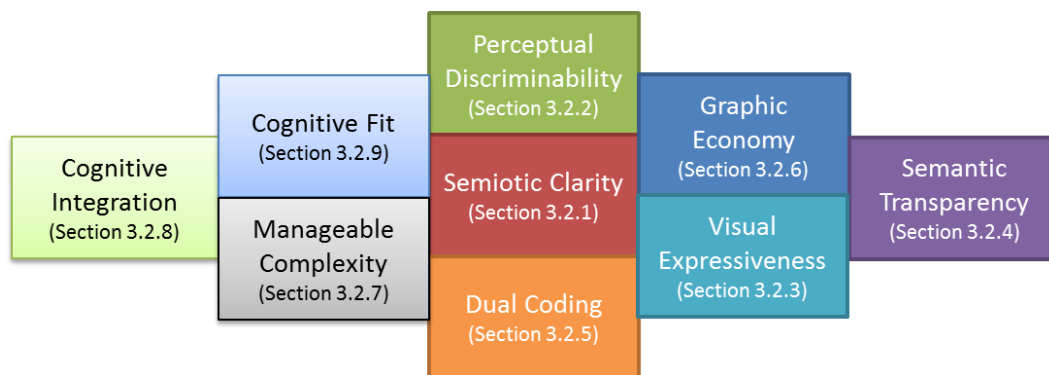 Cognitive
Integration
(Section 3.2.8)
Cognitive Fit
(Section 3.2.9)
Manageable
Complexity
(Section 3.2.7)
Perceptual
Discriminability
(Section 3.2.2)
Semiotic Clarity
(Section 3.2.1)
Dual Coding
(Section 3.2.5)
Graphic
Economy
(Section 3.2.6)
Visual
Expressiveness
(Section 3.2.3)
Semantic
Transparency
(Section 3.2.4)